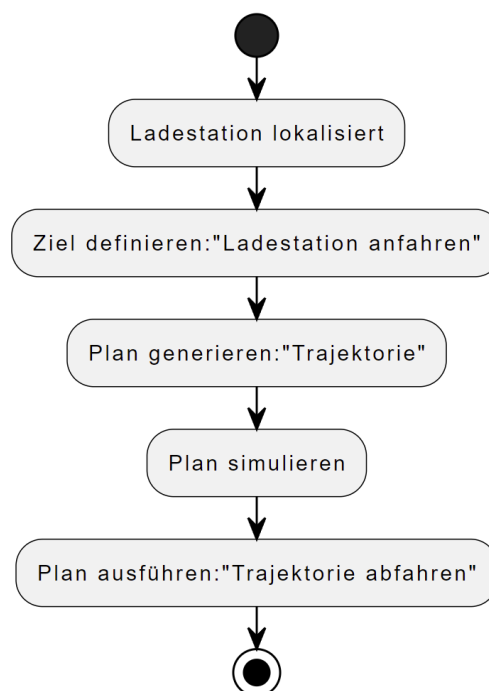 Ladestation lokalisiert
Ziel definieren:"Ladestation anfahren"
Plan generieren:"Trajektorie"
Plan simulieren
Plan ausführen:"Trajektorie abfahren"